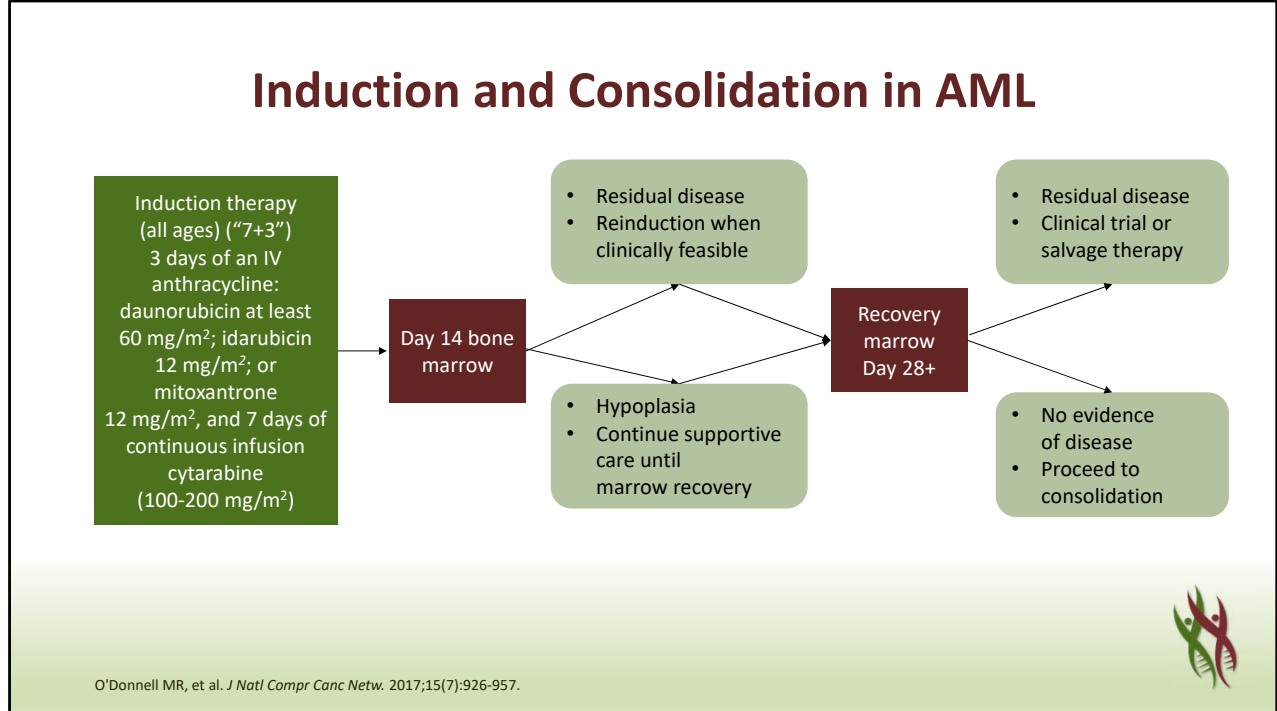 Induction and Consolidation in AML
Induction therapy
(all ages) (“7+3”)
3 days of an IV
anthracycline:
daunorubicin at least
60 mg/m²; idarubicin
12 mg/m²; or
mitoxantrone
12 mg/m², and 7 days of
continuous infusion
cytarabine
(100-200 mg/m²)
Day 14 bone
marrow
• Residual disease
• Reinduction when
clinically feasible
• Hypoplasia
• Continue supportive
care until
marrow recovery
Recovery
marrow
Day 28+
• Residual disease
• Clinical trial or
salvage therapy
• No evidence
of disease
• Proceed to
consolidation
O'Donnell MR, et al. J Natl Compr Canc Netw. 2017;15(7):926-957.